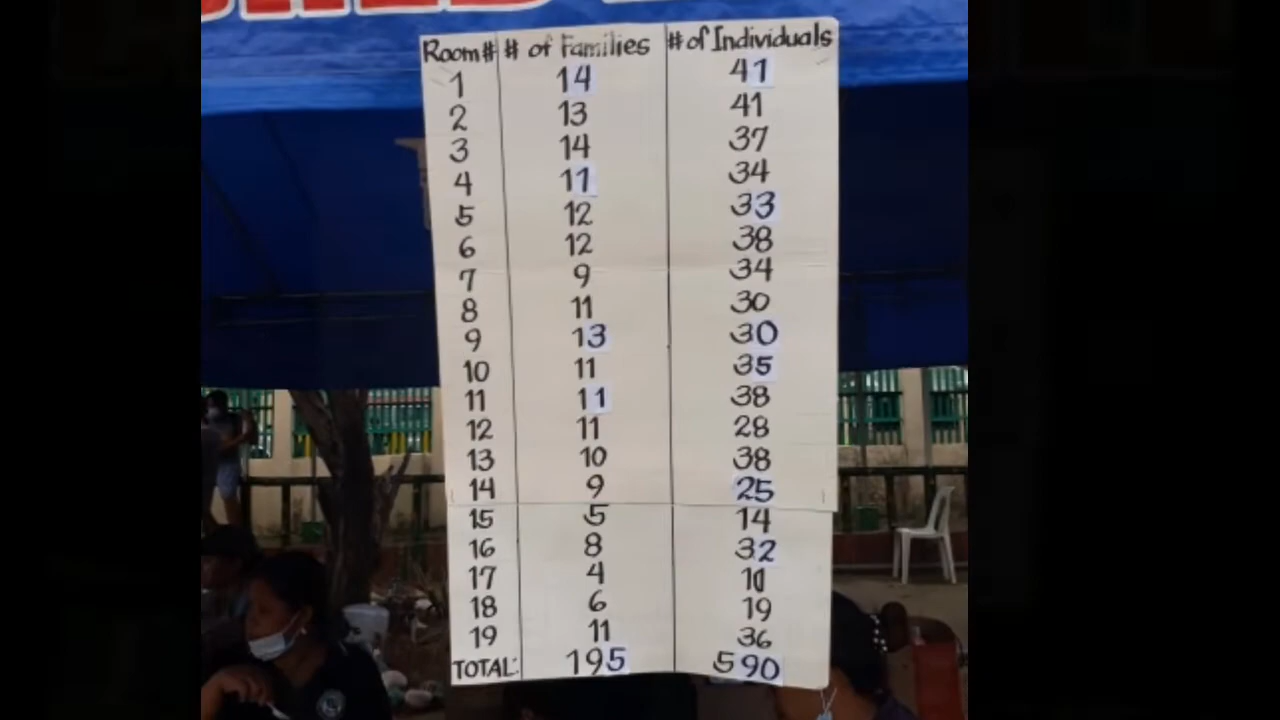 Room# # of Families # of Individuals
1 14 41
2 13 41
3 14 37
4 11 34
5 12 33
6 12 38
7 9 34
8 11 30
9 13 30
10 11 35
11 11 38
12 11 28
13 10 38
14 9 25
15 5 14
16 8 32
17 4 10
18 6 19
19 11 36
TOTAL: 195 590